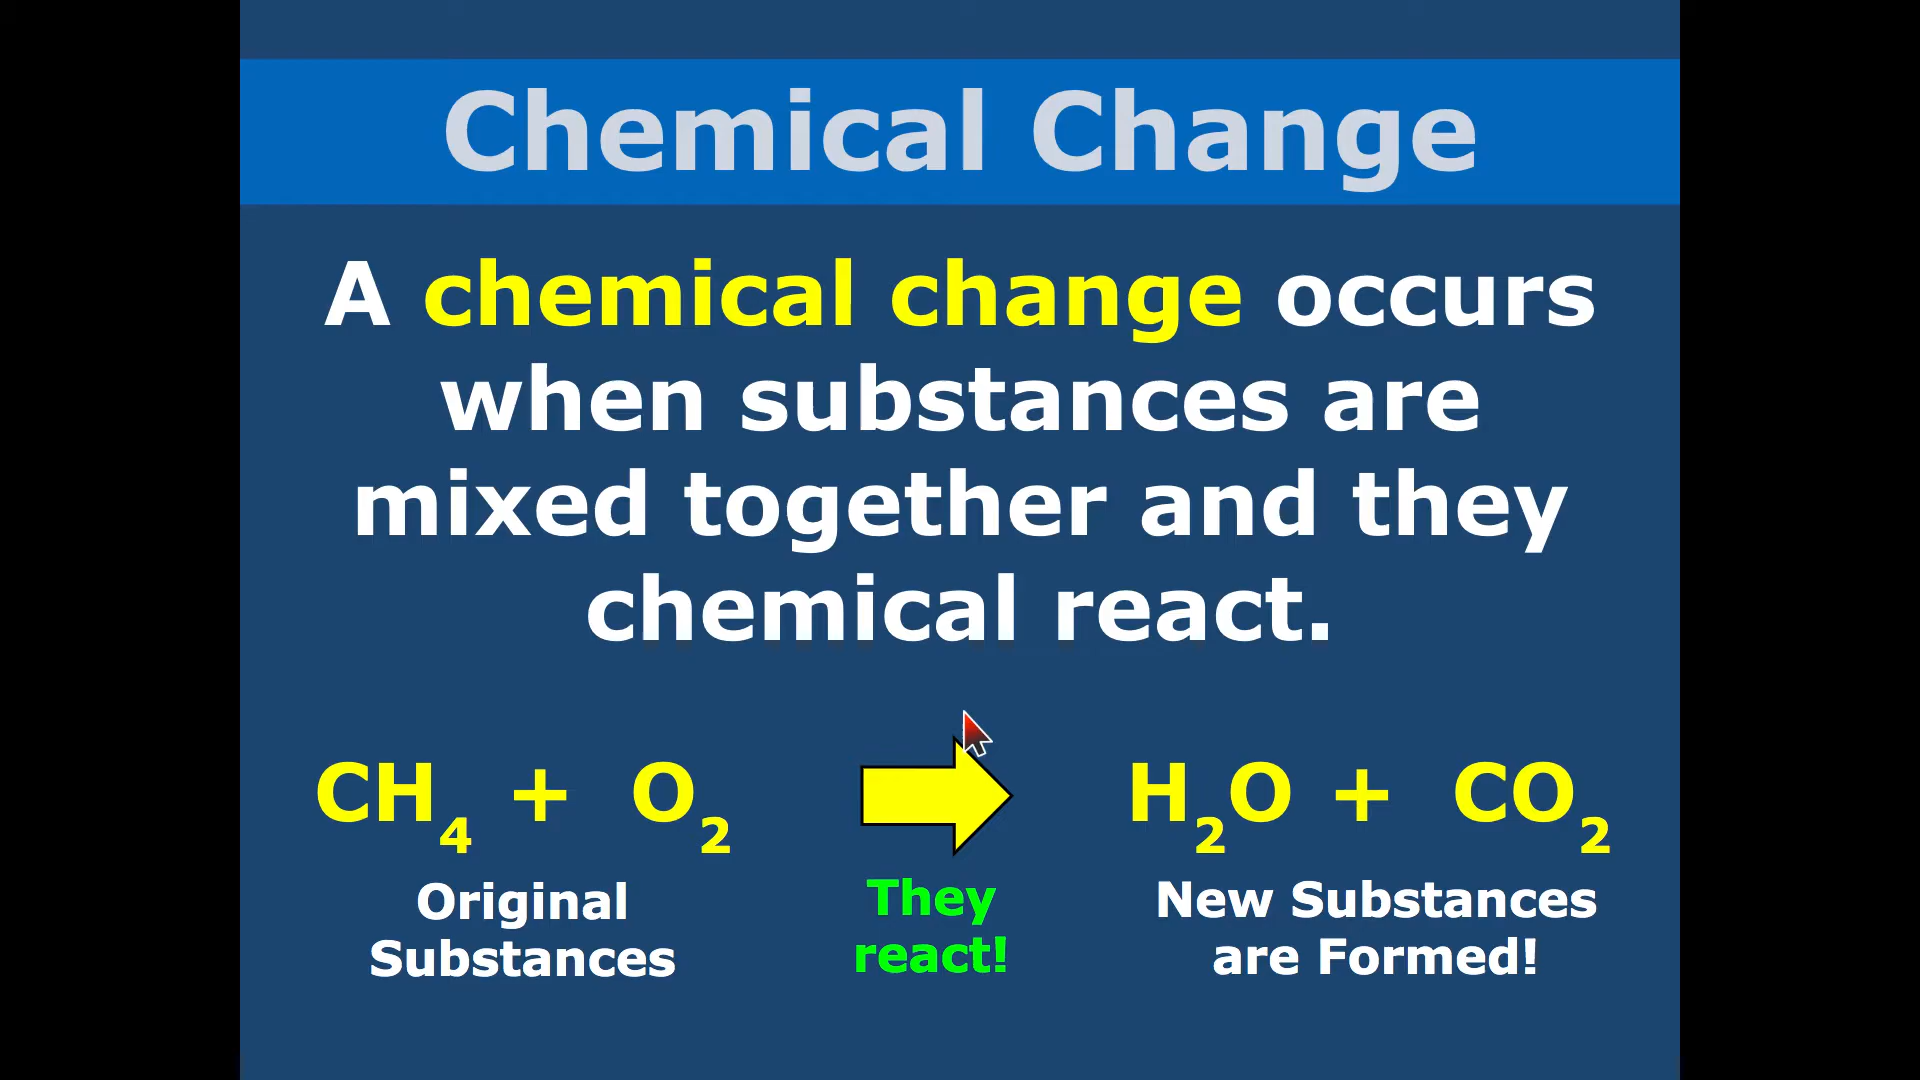 Chemical Change
A chemical change occurs
when substances are
mixed together and they
chemical react.
CH₄ + O₂ H₂O + CO₂
Original
Substances
They
react!
New Substances
are Formed!